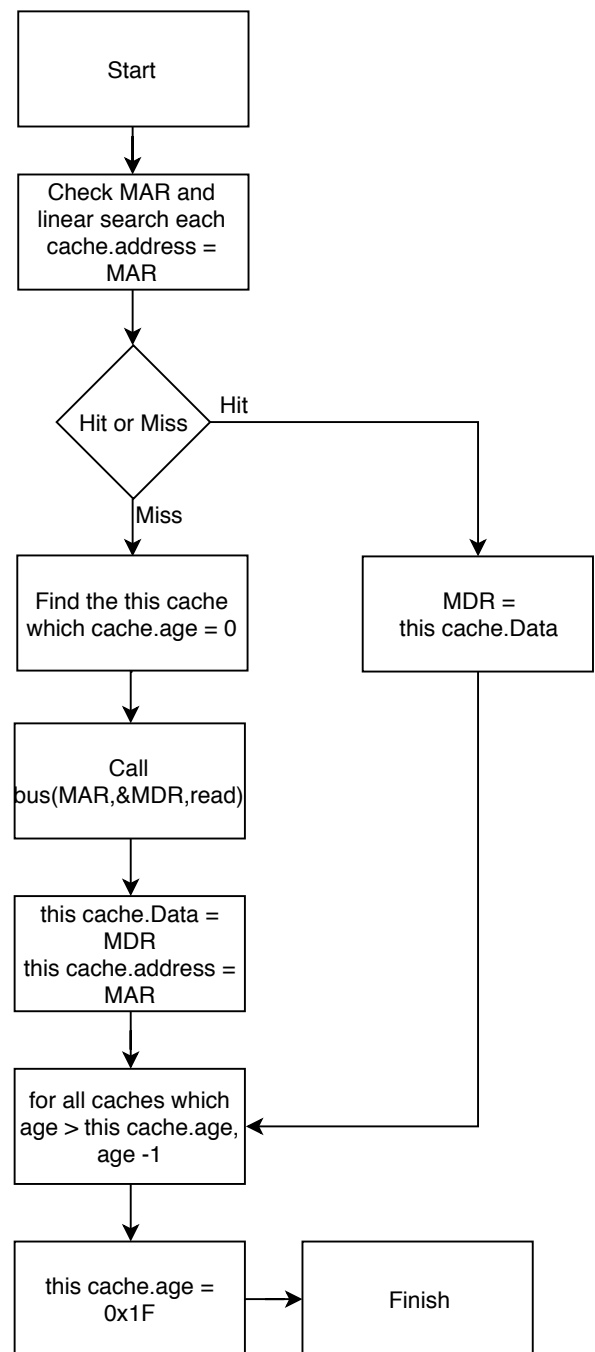 Start
Check MAR and
linear search each
cache.address =
MAR
Hit or Miss
Hit
Miss
Find the this cache
which cache.age = 0
MDR =
this cache.Data
Call
bus(MAR,&MDR,read)
this cache.Data =
MDR
this cache.address =
MAR
for all caches which
age > this cache.age,
age -1
this cache.age =
0x1F
Finish